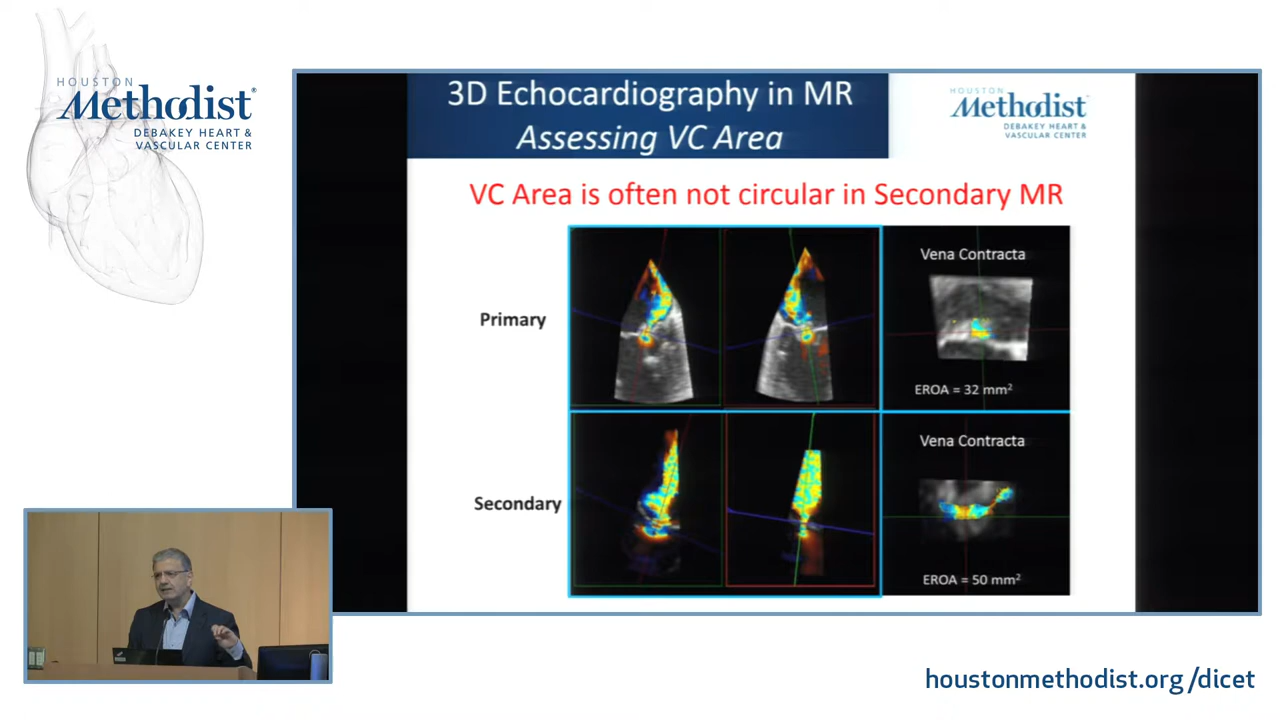 HOUSTON
Methodist®
DEBAKEY HEART &
VASCULAR CENTER
3D Echocardiography in MR
Assessing VC Area
HOUSTON
Methodist
DEBAKEY HEART &
VASCULAR CENTER
VC Area is often not circular in Secondary MR
Primary
Vena Contracta
EROA = 32 mm²
Secondary
Vena Contracta
EROA = 50 mm²
houstonmethodist.org/dicet